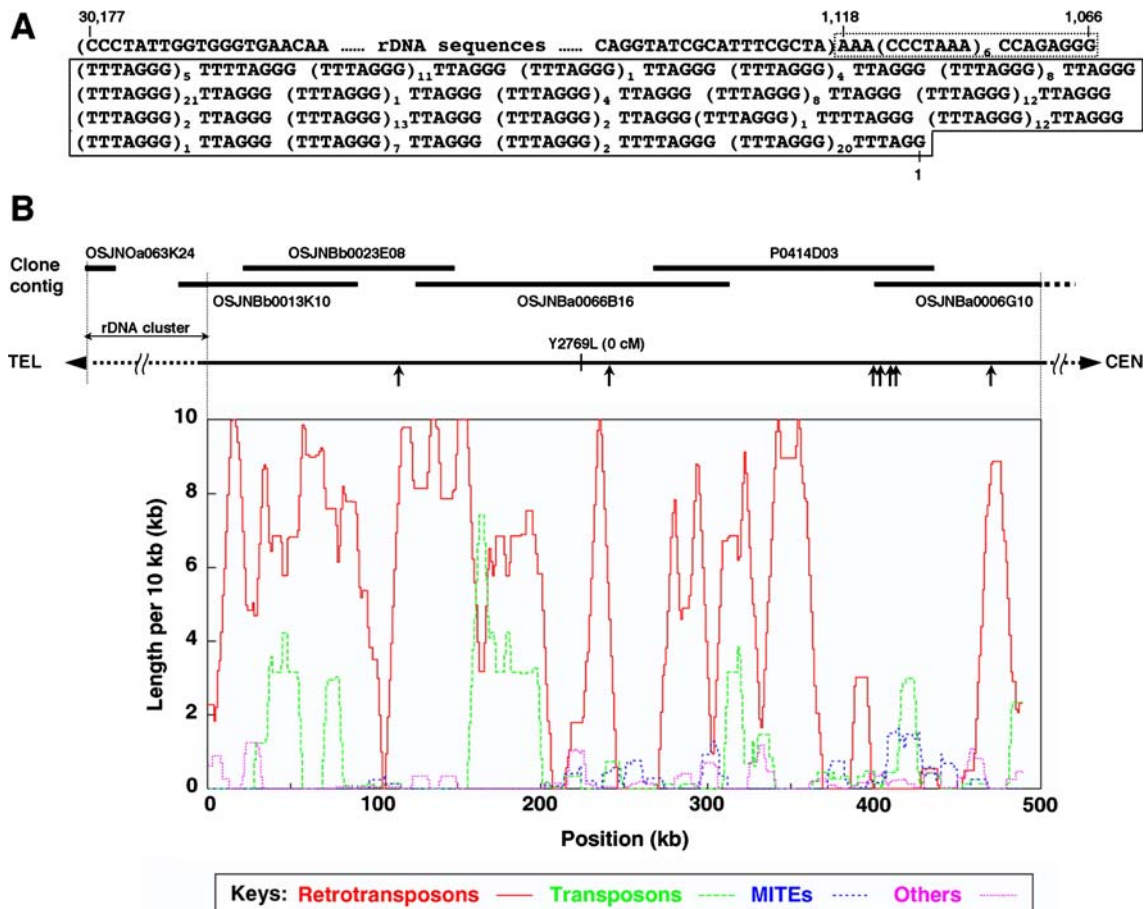 A
30,177 1,118 1,066
(CCCTATTGGTGGGTGAACAA ...... rDNA sequences ...... CAGGTATCGCATTTCGCTA)AAA(CCCTAAA)6 CCAGAGGG
(TTTAGGG)5 TTTTAGGG (TTTAGGG)11TTAGGG (TTTAGGG)1 TTAGGG (TTTAGGG)4 TTAGGG (TTTAGGG)8 TTAGGG
(TTTAGGG)21TTAGGG (TTTAGGG)1 TTAGGG (TTTAGGG)4 TTAGGG (TTTAGGG)8 TTAGGG (TTTAGGG)12TTAGGG
(TTTAGGG)2 TTAGGG (TTTAGGG)13TTAGGG (TTTAGGG)2 TTAGGG(TTTAGGG)1 TTTTAGGG (TTTAGGG)12TTAGGG
(TTTAGGG)1 TTAGGG (TTTAGGG)7 TTAGGG (TTTAGGG)2 TTTTAGGG (TTTAGGG)20TTTAGG
1
B
Clone contig
OSJNOa063K24
OSJNBb0023E08
P0414D03
OSJNBb0013K10
OSJNBa0066B16
OSJNBa0006G10
rDNA cluster
TEL
Y2769L (0 cM)
CEN
Length per 10 kb (kb)
10
8
6
4
2
0
0 100 200 300 400 500
Position (kb)
Keys: Retrotransposons Transposons MITEs Others